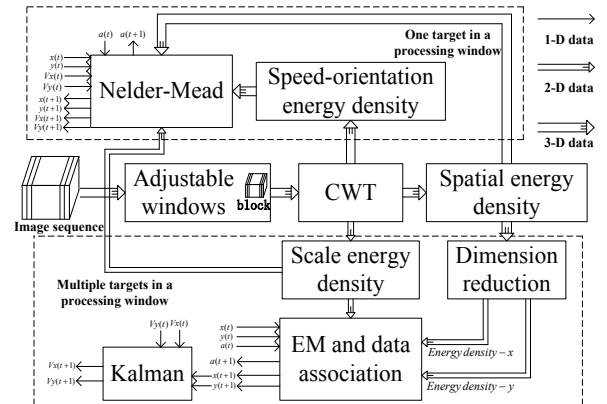 a(t)
a(t+1)
One target in a
processing window
1-D data
2-D data
3-D data
x(t)
y(t)
Vx(t)
Vy(t)
x(t+1)
y(t+1)
Vx(t+1)
Vy(t+1)
Nelder-Mead
Speed-orientation
energy density
Image sequence
Adjustable
windows
block
CWT
Spatial energy
density
Multiple targets in a
processing window
Scale energy
density
Dimension
reduction
Vy(t)
Vx(t)
x(t)
y(t)
a(t)
a(t+1)
x(t+1)
y(t+1)
EM and data
association
Energy density – x
Energy density – y
Vx(t+1)
Vy(t+1)
Kalman